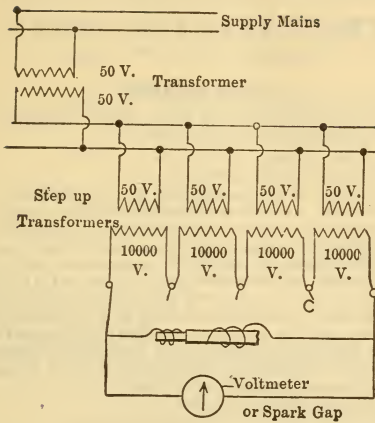 Supply Mains
50 V.
Transformer
50 V.
Step up
Transformers
50 V. 50 V. 50 V. 50 V.
10000 10000 10000 10000
V. V. V. V.
C
Voltmeter
or Spark Gap